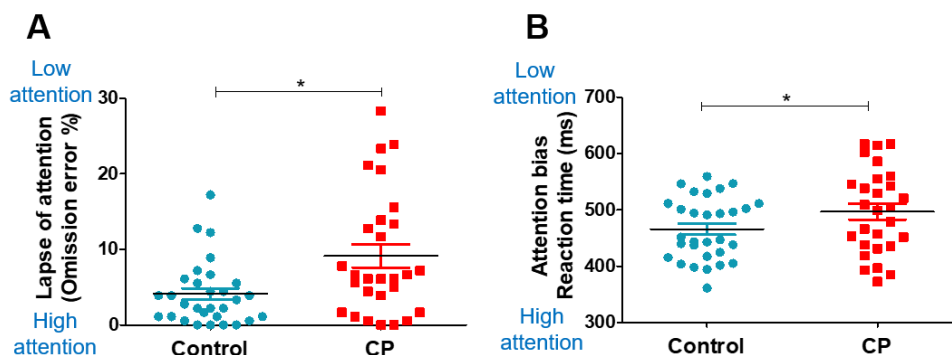 A
Low
attention
*
Lapse of attention
(Omission error %)
30
20
10
0
High
attention
Control
CP
B
Low
attention
*
Attention bias
Reaction time (ms)
700
600
500
400
300
High
attention
Control
CP